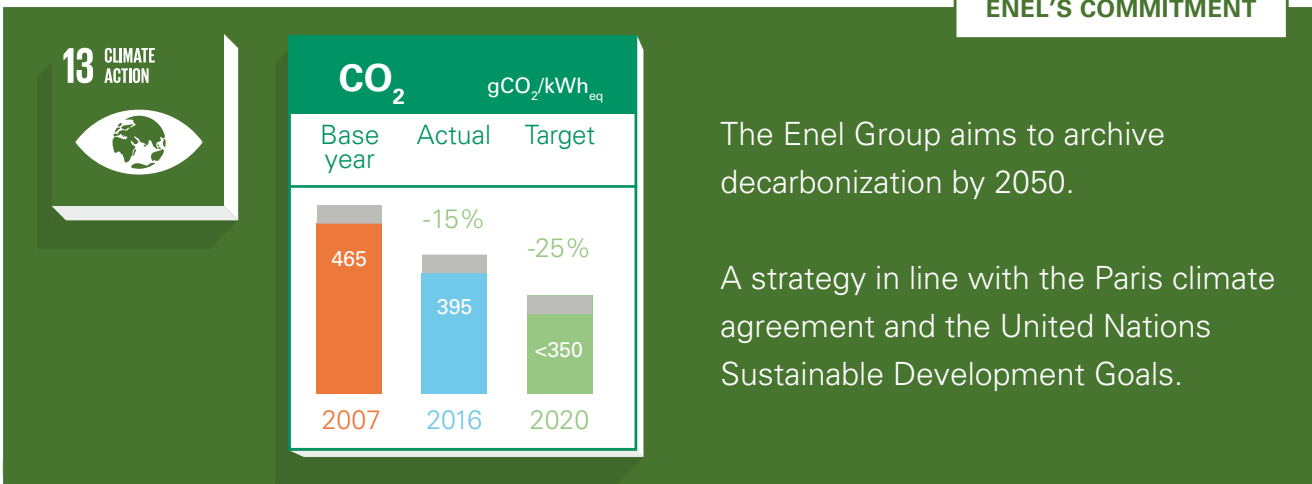 ENEL'S COMMITMENT
13 CLIMATE
ACTION
CO₂ gCO₂/kWhₑq
Base year Actual Target
-15%
-25%
465
395
<350
2007 2016 2020
The Enel Group aims to archive
decarbonization by 2050.
A strategy in line with the Paris climate
agreement and the United Nations
Sustainable Development Goals.